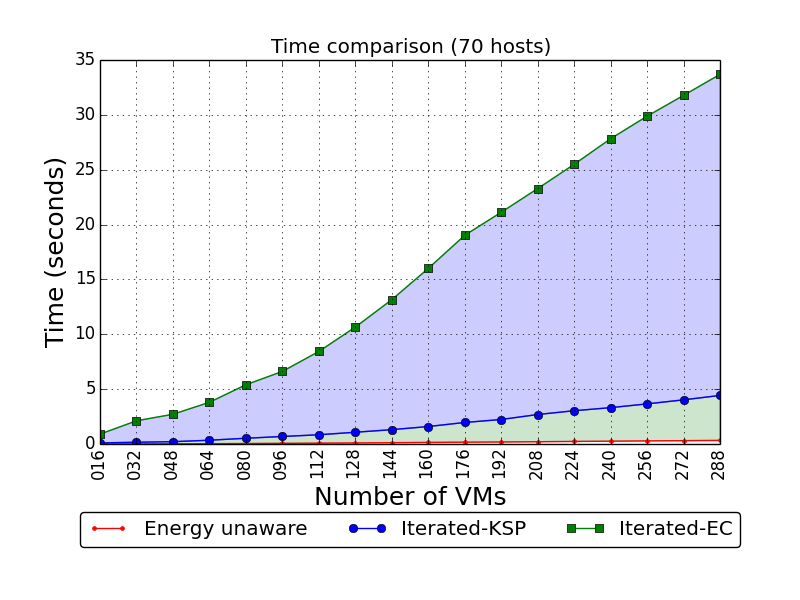 Time comparison (70 hosts)
35
30
25
20
15
10
5
0
Time (seconds)
016 032 048 064 080 096 112 128 144 160 176 192 208 224 240 256 272 288
Number of VMs
Energy unaware Iterated-KSP Iterated-EC